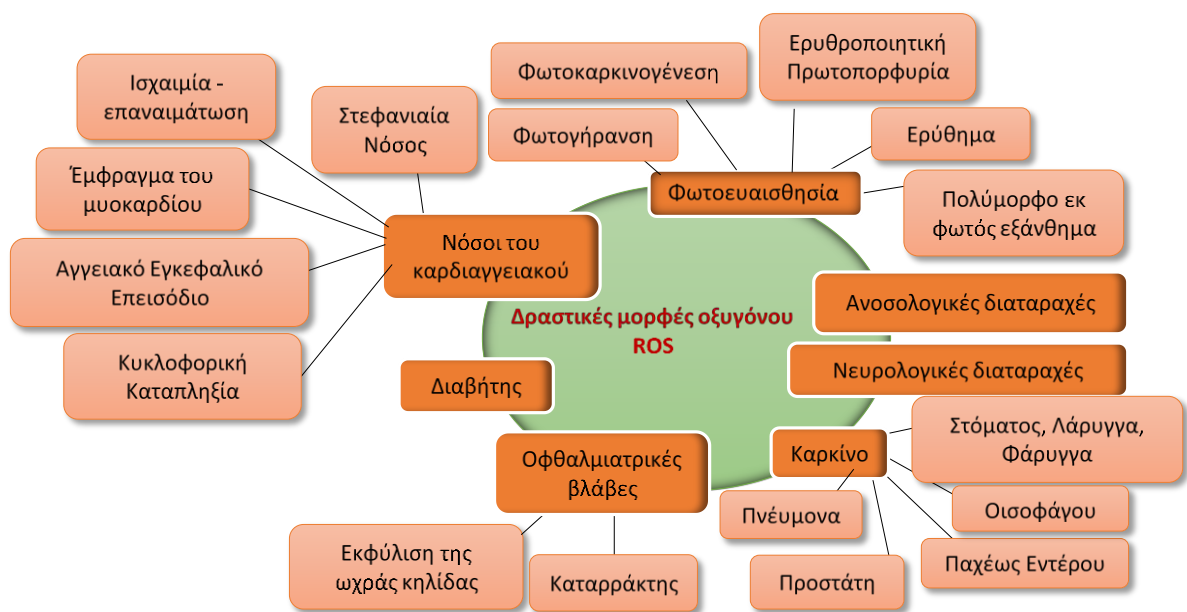 Ισχαιμία -
επαναιμάτωση
Στεφανιαία
Νόσος
Έμφραγμα του
μυοκαρδίου
Αγγειακό Εγκεφαλικό
Επεισόδιο
Κυκλοφορική
Καταπληξία
Νόσοι του
καρδιαγγειακού
Φωτοκαρκινογένεση
Ερυθροποιητική
Πρωτοπορφυρία
Φωτογήρανση
Ερύθημα
Φωτοευαισθησία
Πολύμορφο εκ
φωτός εξάνθημα
Δραστικές μορφές οξυγόνου
ROS
Ανοσολογικές διαταραχές
Νευρολογικές διαταραχές
Διαβήτης
Οφθαλμιατρικές
βλάβες
Εκφύλιση της
ωχράς κηλίδας
Καταρράκτης
Καρκίνο
Στόματος, Λάρυγγα,
Φάρυγγα
Πνέυμονα
Οισοφάγου
Προστάτη
Παχέως Εντέρου